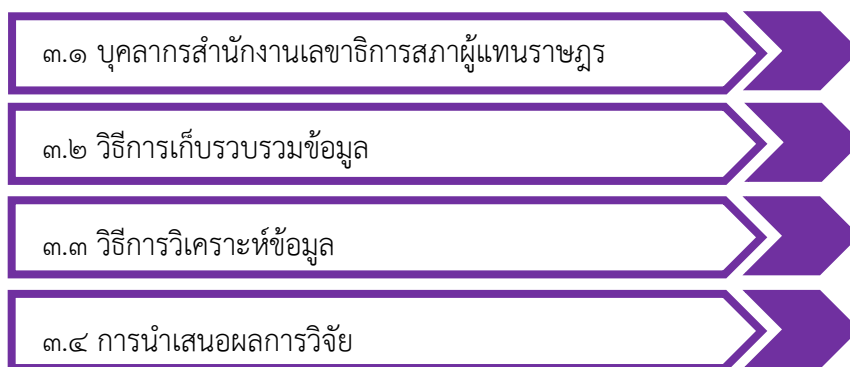 ๓.๑ บุคลากรสำนักงานเลขาธิการสภาผู้แทนราษฎร
๓.๒ วิธีการเก็บรวบรวมข้อมูล
๓.๓ วิธีการวิเคราะห์ข้อมูล
๓.๔ การนำเสนอผลการวิจัย